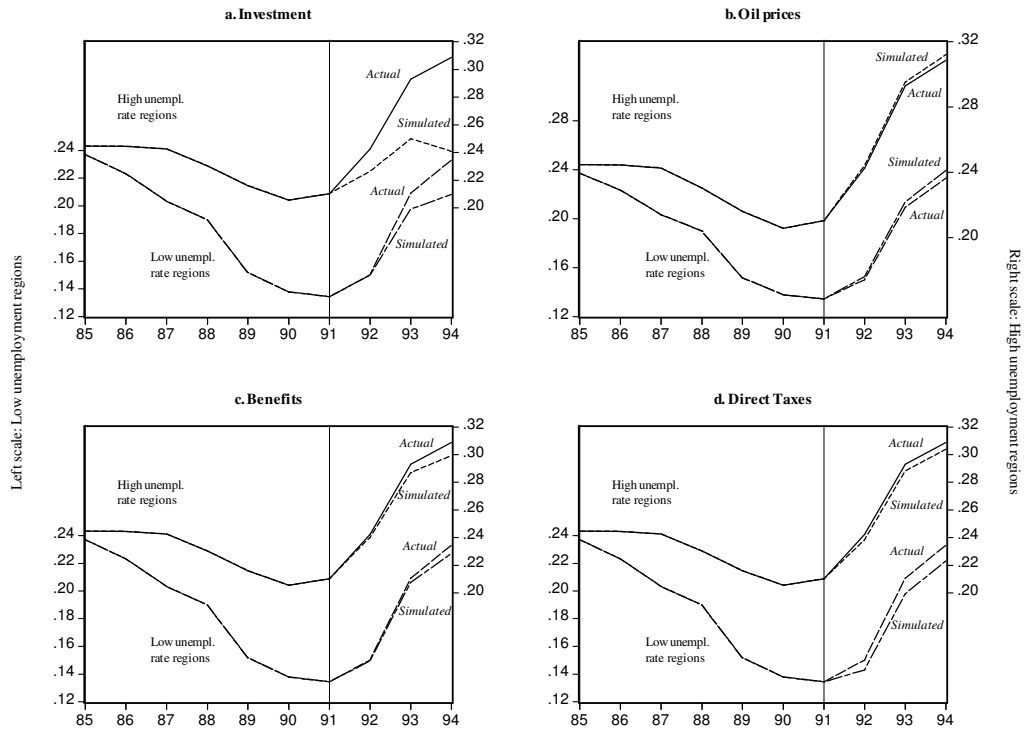 a. Investment
.32
.30
Actual
.28
High unempl.
rate regions
.26
Simulated
.24
.24
.22
.22
Actual
.20
.20
.18
Simulated
Low unempl.
rate regions
.16
.14
.12
85 86 87 88 89 90 91 92 93 94
b. Oil prices
.32
Simulated
Actual
High unempl.
rate regions
.28
.28
Simulated
.24
.24
Actual
.20
.20
Low unempl.
rate regions
.16
.12
85 86 87 88 89 90 91 92 93 94
Left scale: Low unemployment regions
Right scale: High unemployment regions
c. Benefits
.32
Actual
.30
.28
High unempl.
rate regions
Simulated
.26
.24
.24
Actual
.22
.22
.20
.20
.18
Simulated
Low unempl.
rate regions
.16
.14
.12
85 86 87 88 89 90 91 92 93 94
d. Direct Taxes
.32
Actual
.30
.28
High unempl.
rate regions
.26
Simulated
.24
.24
Actual
.22
.22
.20
.20
.18
Simulated
Low unempl.
rate regions
.16
.14
.12
85 86 87 88 89 90 91 92 93 94